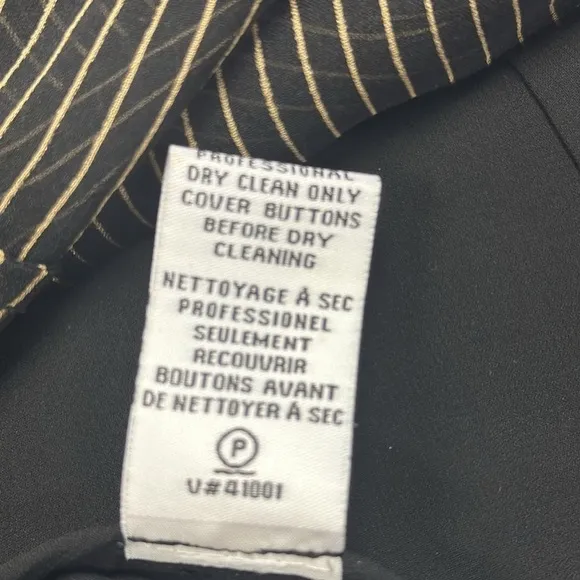 PROFESSIONAL
DRY CLEAN ONLY
COVER BUTTONS
BEFORE DRY
CLEANING
NETTOYAGE À SEC
PROFESSIONEL
SEULEMENT
RECOUVRIR
BOUTONS AVANT
DE NETTOYER À SEC
P
V#41001